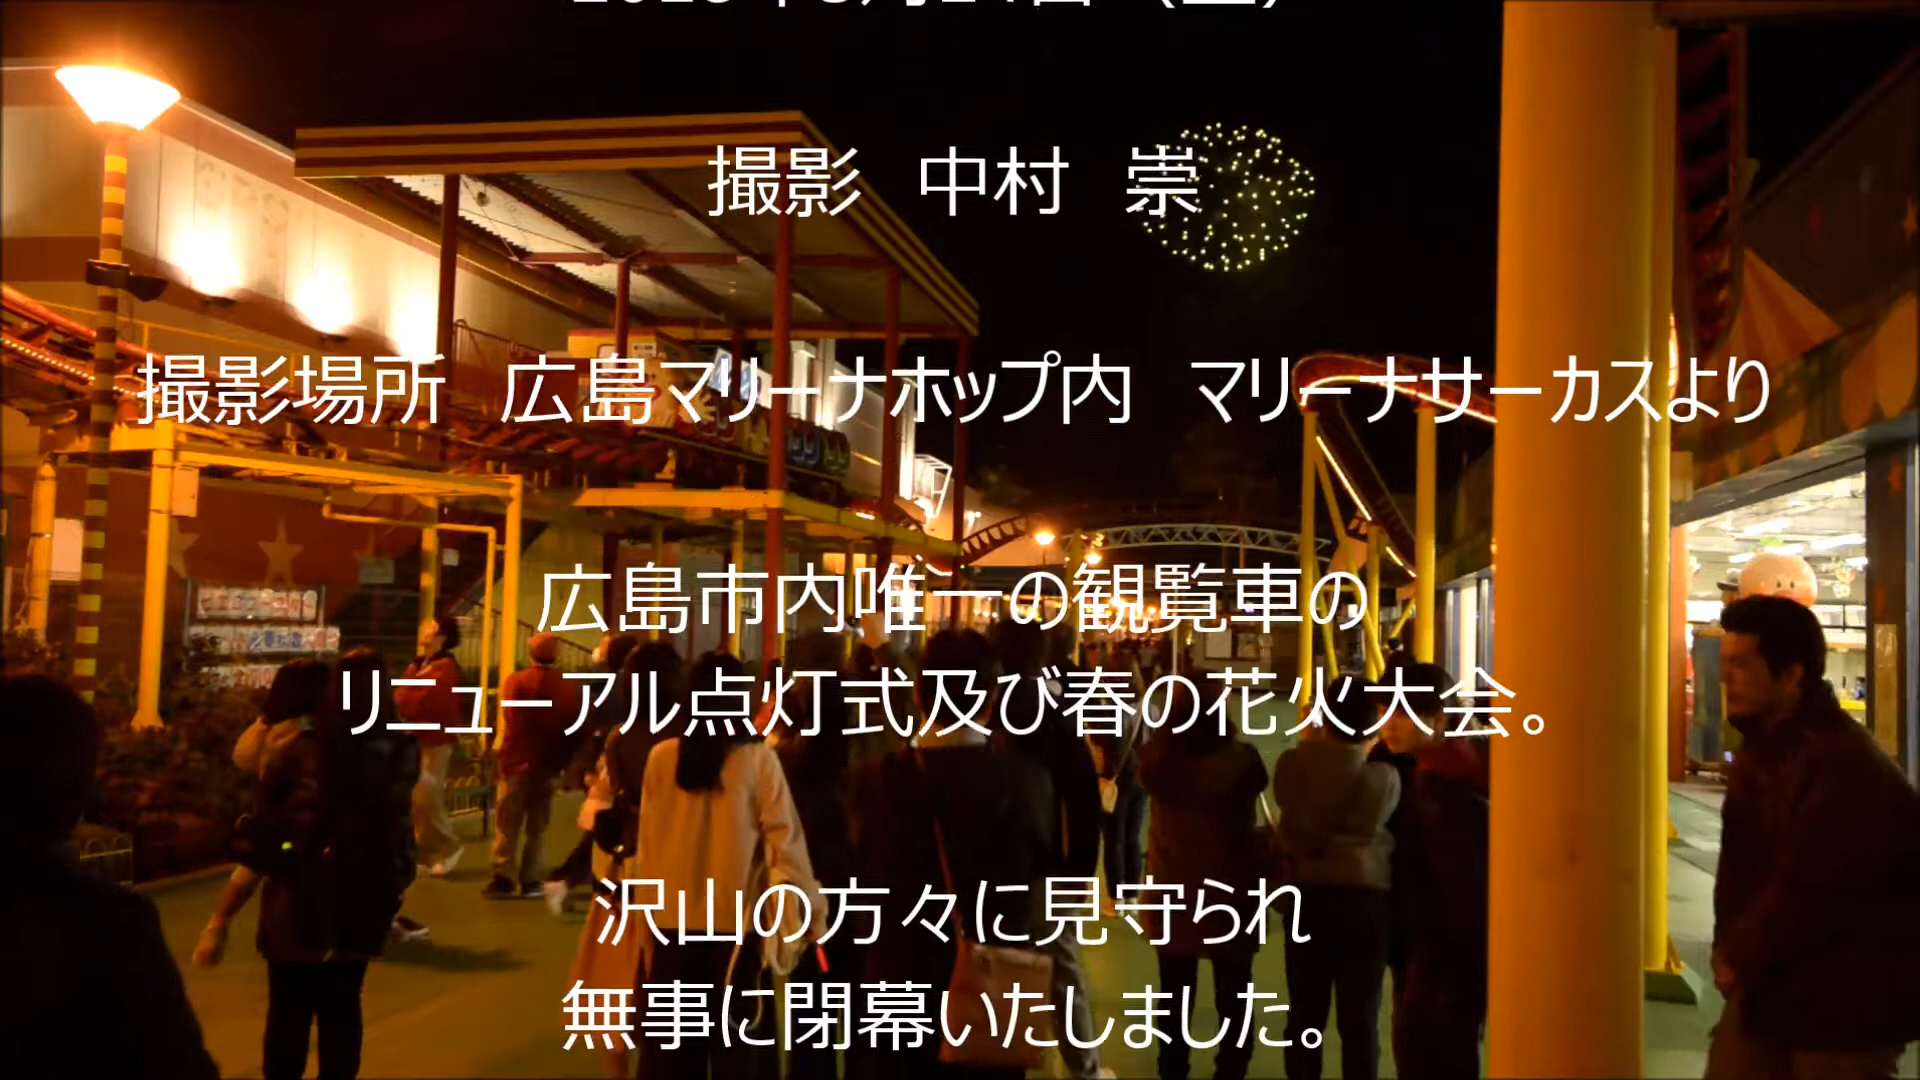 撮影　中村　崇
撮影場所　広島マリーナホップ内　マリーナサーカスより
広島市内唯一の観覧車の
リニューアル点灯式及び春の花火大会。
沢山の方々に見守られ
無事に閉幕いたしました。